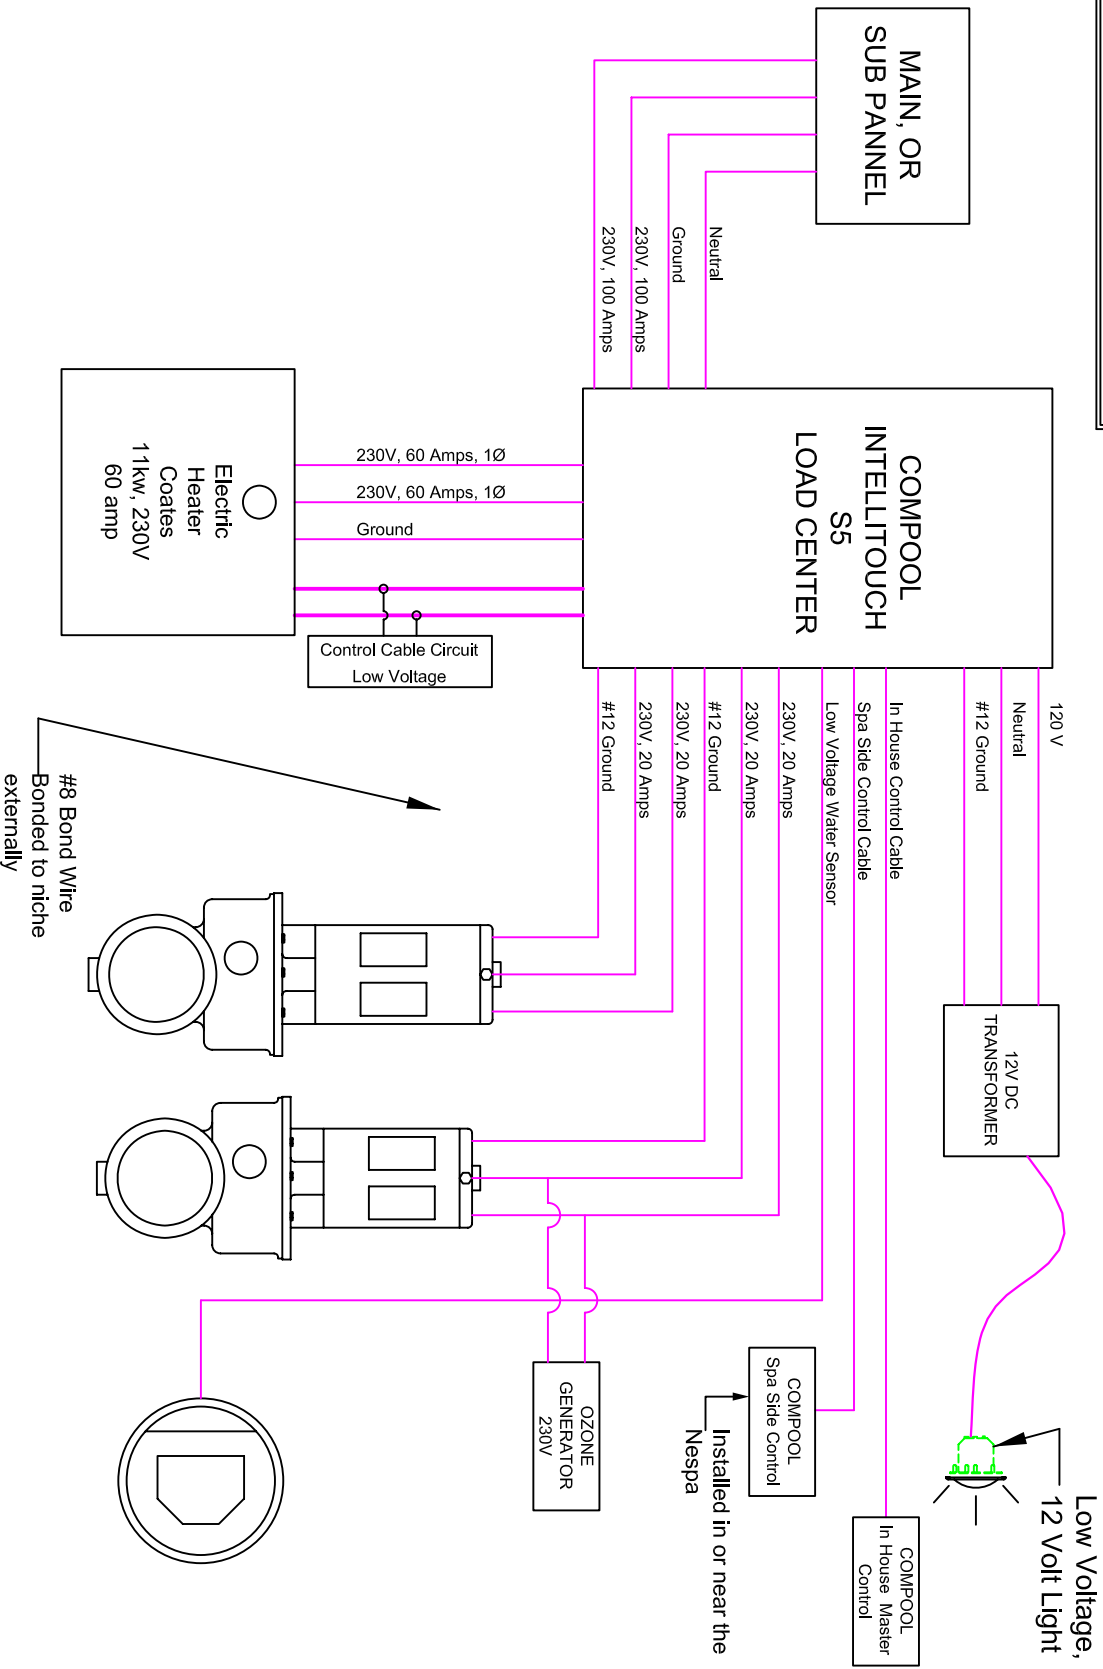 MAIN, OR
SUB PANNEL
Neutral
Ground
230V, 100 Amps
230V, 100 Amps
COMPOOL
INTELLITOUCH
S5
LOAD CENTER
230V, 60 Amps, 1Ø
230V, 60 Amps, 1Ø
Ground
Electric
Heater
Coates
11kw, 230V
60 amp
Control Cable Circuit
Low Voltage
120 V
Neutral
#12 Ground
In House Control Cable
Spa Side Control Cable
Low Voltage Water Sensor
230V, 20 Amps
230V, 20 Amps
#12 Ground
230V, 20 Amps
230V, 20 Amps
#12 Ground
#8 Bond Wire
Bonded to niche
externally
12V DC
TRANSFORMER
Low Voltage,
12 Volt Light
COMPOOL
In House Master
Control
COMPOOL
Spa Side Control
Installed in or near the
Nespa
OZONE
GENERATOR
230V